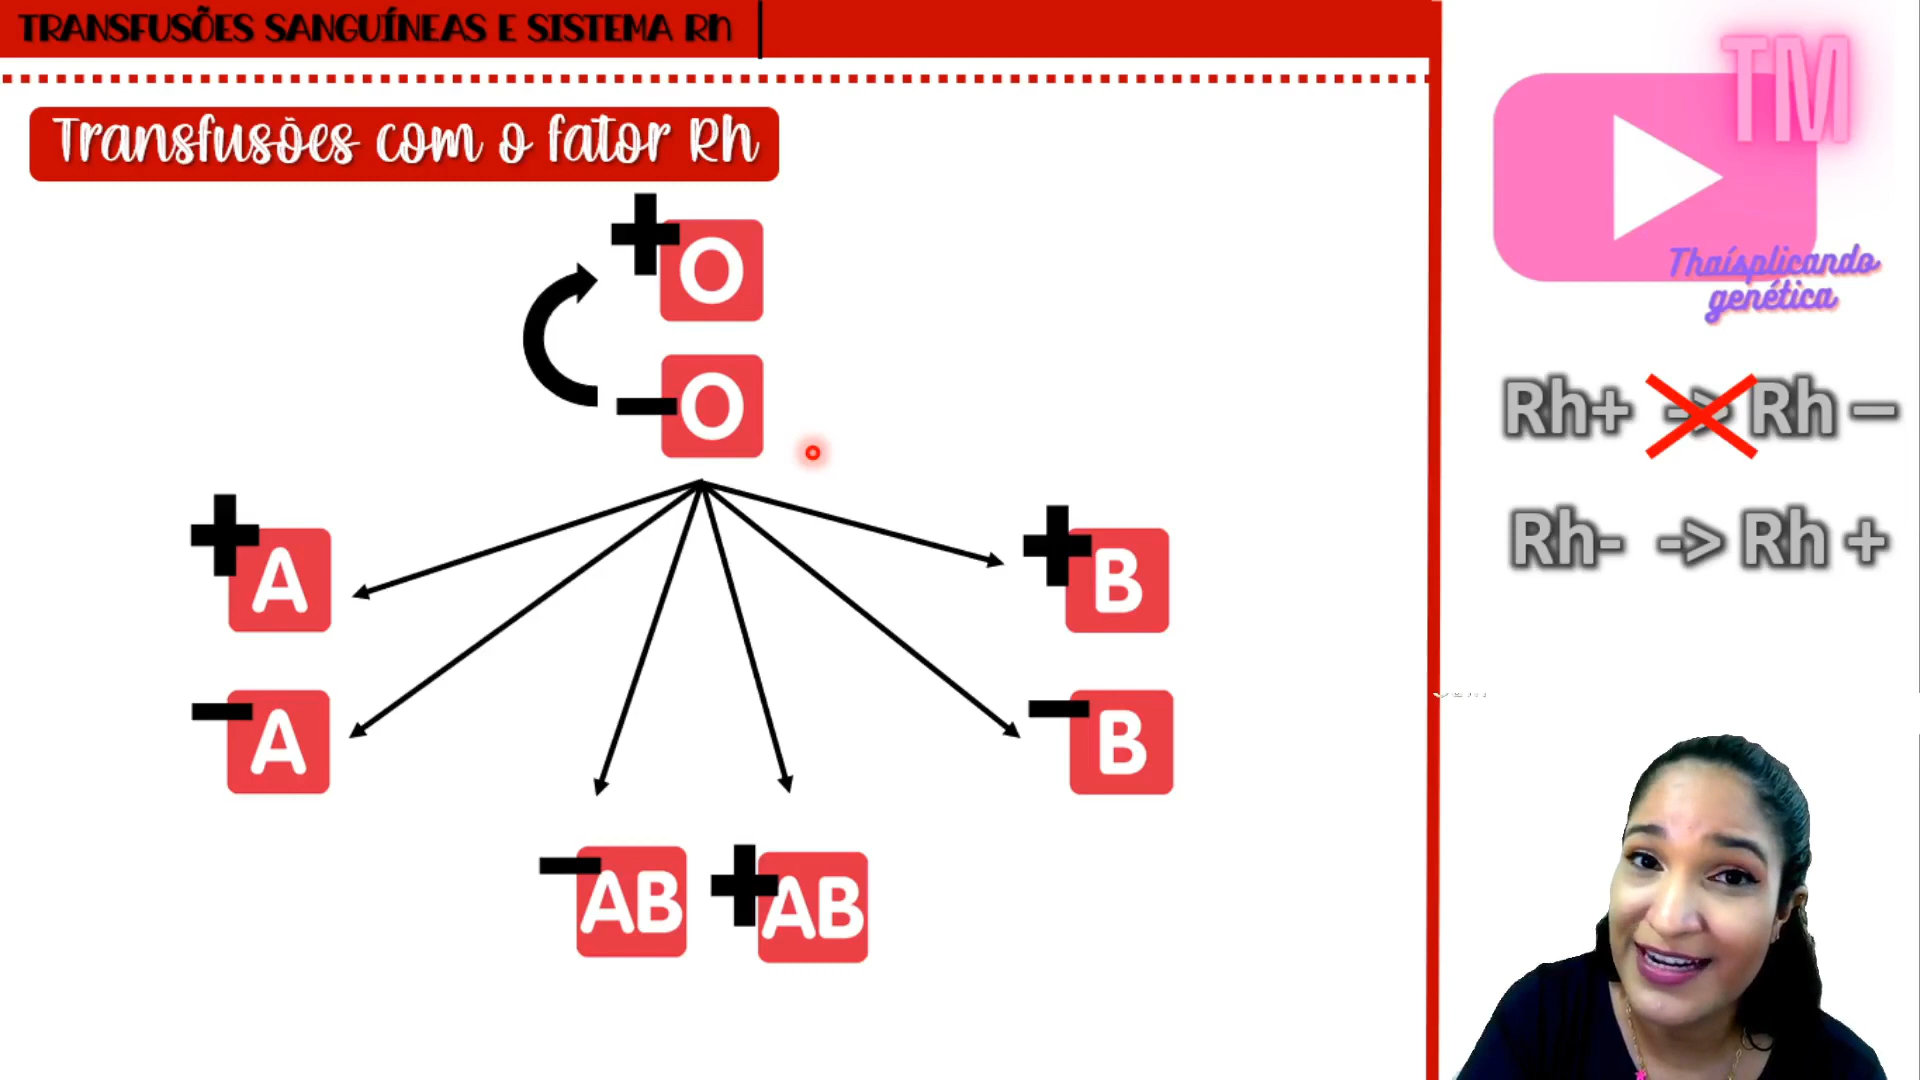 TRANSFUSÕES SANGUÍNEAS E SISTEMA Rh
Transfusões com o fator Rh
TM
Thaísplicando
genética
+ O
- O
Rh+ -> Rh –
Rh- -> Rh +
+ A
+ B
- A
- B
- AB + AB